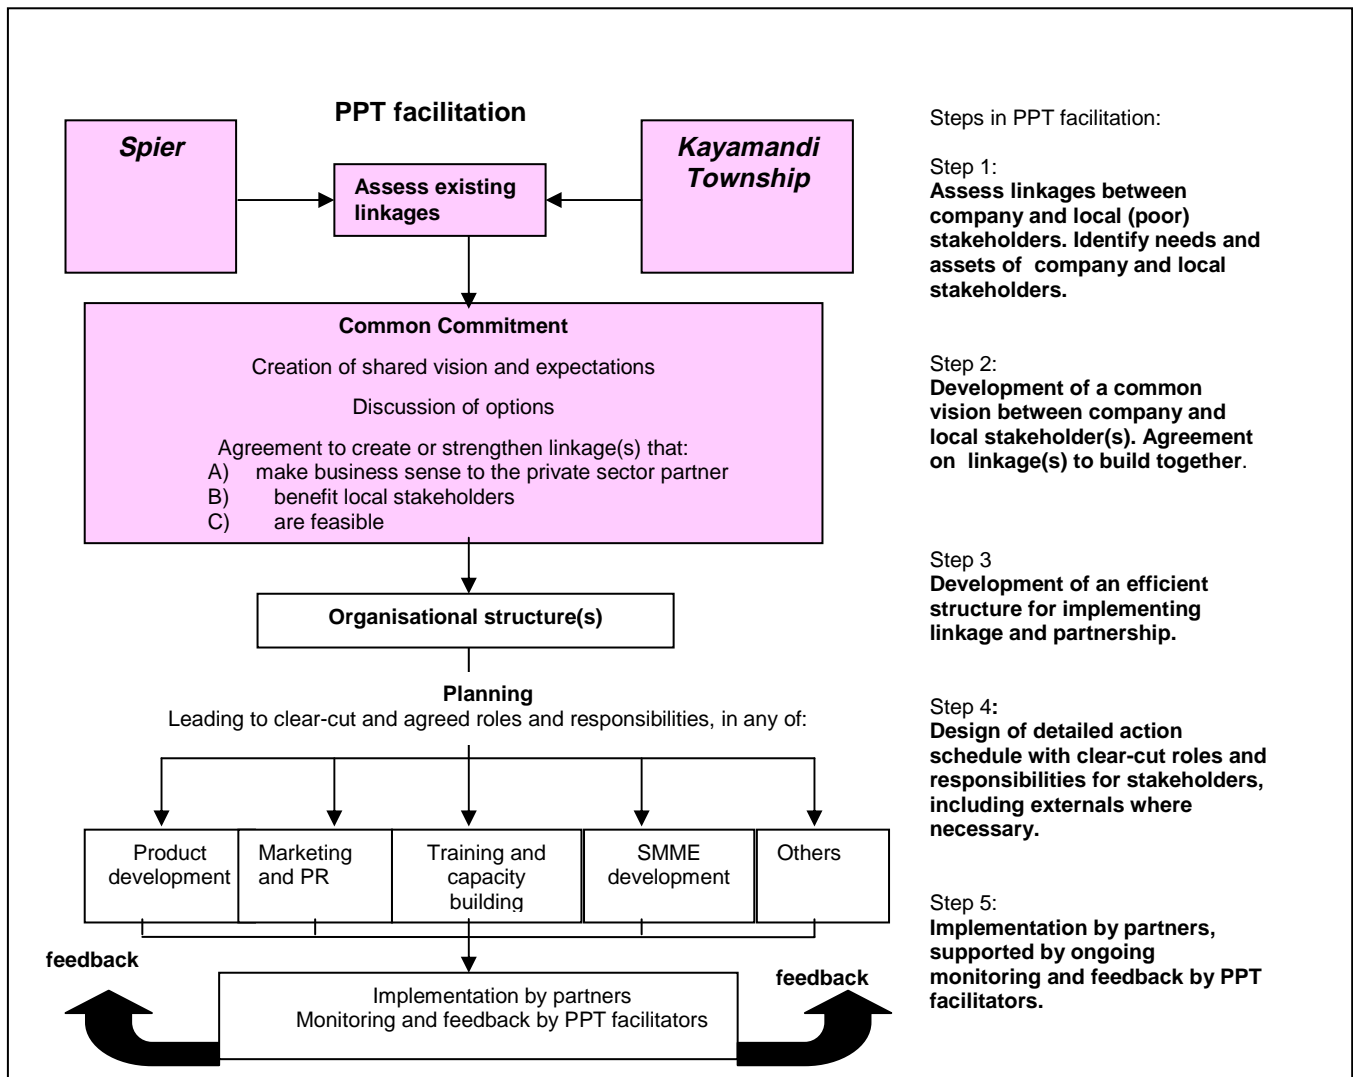 PPT facilitation
Spier
Kayamandi
Township
Assess existing
linkages
Common Commitment
Creation of shared vision and expectations
Discussion of options
Agreement to create or strengthen linkage(s) that:
A) make business sense to the private sector partner
B) benefit local stakeholders
C) are feasible
Organisational structure(s)
Planning
Leading to clear-cut and agreed roles and responsibilities, in any of:
Product
development
Marketing
and PR
Training and
capacity
building
SMME
development
Others
feedback
feedback
Implementation by partners
Monitoring and feedback by PPT facilitators
Steps in PPT facilitation:
Step 1:
Assess linkages between
company and local (poor)
stakeholders. Identify needs and
assets of company and local
stakeholders.
Step 2:
Development of a common
vision between company and
local stakeholder(s). Agreement
on linkage(s) to build together.
Step 3
Development of an efficient
structure for implementing
linkage and partnership.
Step 4:
Design of detailed action
schedule with clear-cut roles and
responsibilities for stakeholders,
including externals where
necessary.
Step 5:
Implementation by partners,
supported by ongoing
monitoring and feedback by PPT
facilitators.